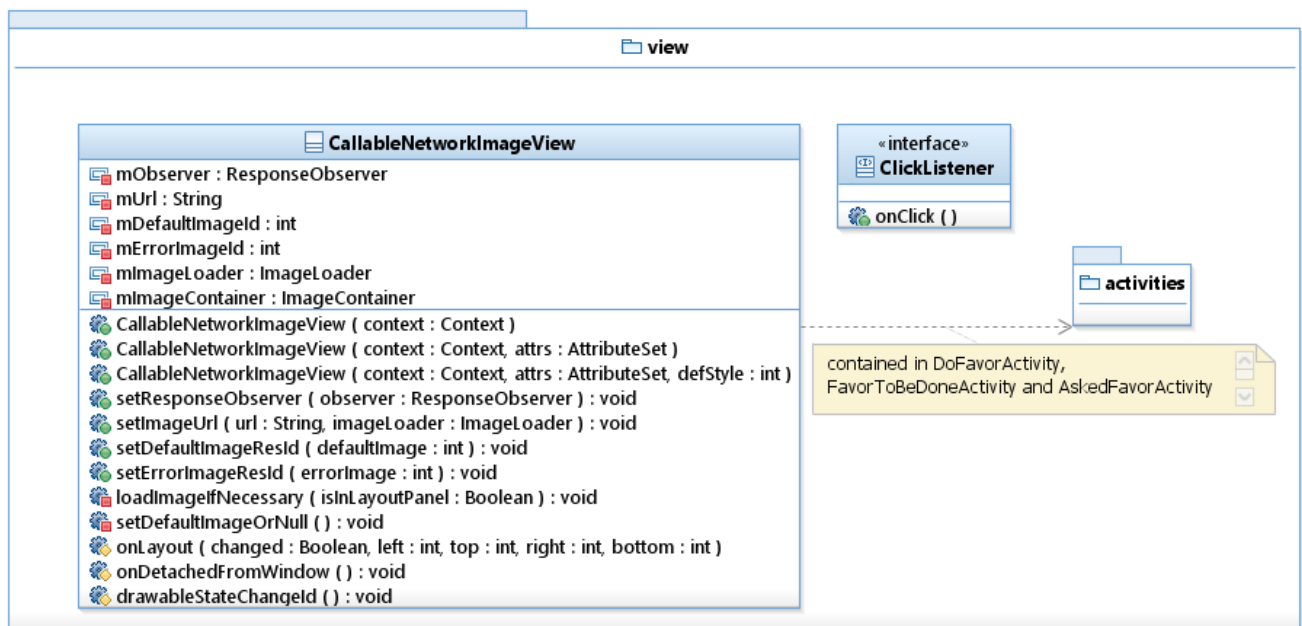 view
CallableNetworkImageView
mObserver : ResponseObserver
mUrl : String
mDefaultImageId : int
mErrorImageId : int
mImageLoader : ImageLoader
mImageContainer : ImageContainer
CallableNetworkImageView ( context : Context )
CallableNetworkImageView ( context : Context, attrs : AttributeSet )
CallableNetworkImageView ( context : Context, attrs : AttributeSet, defStyle : int )
setResponseObserver ( observer : ResponseObserver ) : void
setImageUrl ( url : String, imageLoader : ImageLoader ) : void
setDefaultImageResId ( defaultImage : int ) : void
setErrorImageResId ( errorImage : int ) : void
loadImageIfNecessary ( isInLayoutPanel : Boolean ) : void
setDefaultImageOrNull ( ) : void
onLayout ( changed : Boolean, left : int, top : int, right : int, bottom : int )
onDetachedFromWindow ( ) : void
drawableStateChangeId ( ) : void
«interface»
ClickListener
onClick ( )
activities
contained in DoFavorActivity,
FavorToBeDoneActivity and AskedFavorActivity